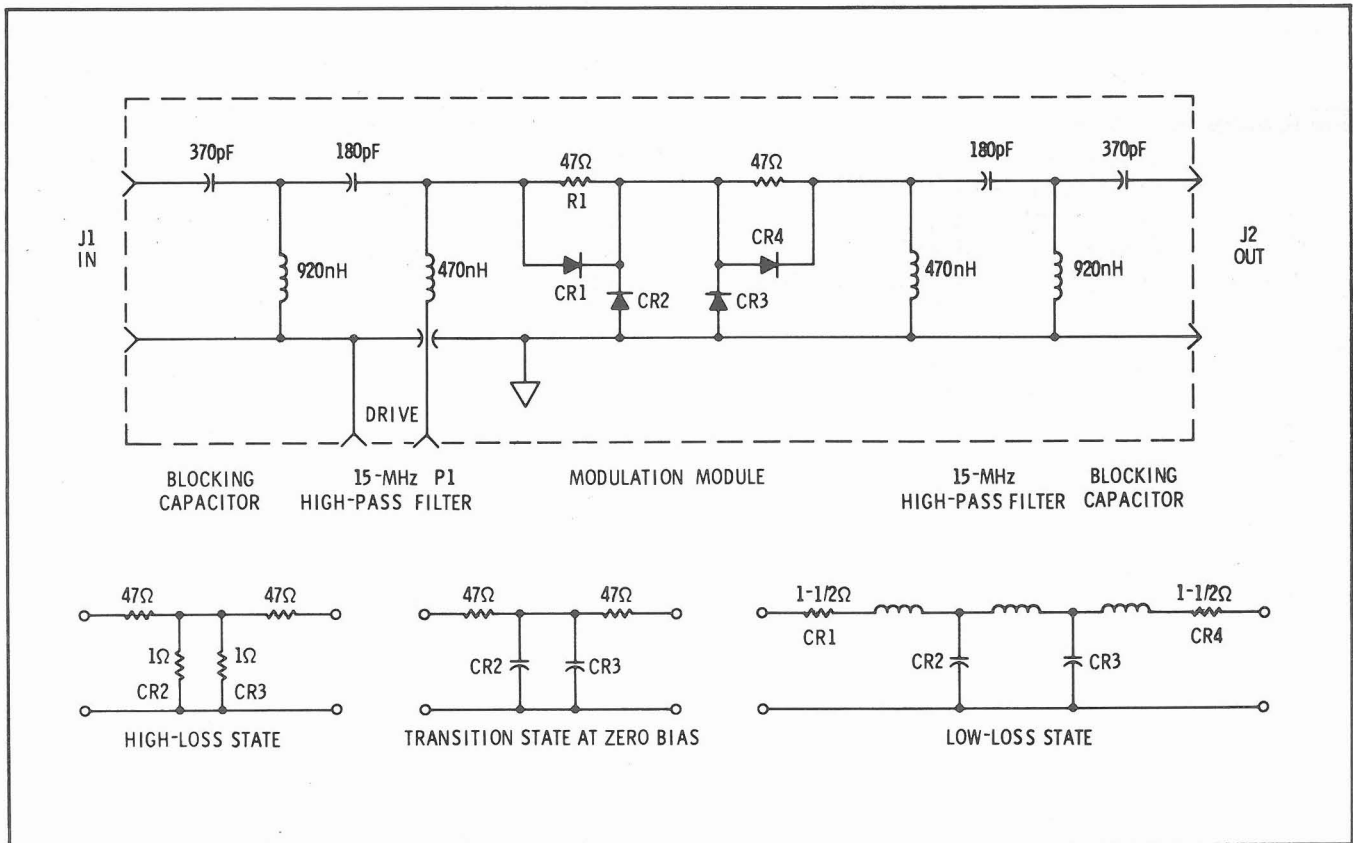 370pF
180pF
47Ω
47Ω
180pF
370pF
R1
J1
IN
CR4
J2
OUT
920nH
470nH
470nH
920nH
CR1
CR2
CR3
DRIVE
BLOCKING
CAPACITOR
15-MHz P1
HIGH-PASS FILTER
MODULATION MODULE
15-MHz
HIGH-PASS FILTER
BLOCKING
CAPACITOR
47Ω
47Ω
1Ω
1Ω
CR2
CR3
HIGH-LOSS STATE
47Ω
47Ω
CR2
CR3
TRANSITION STATE AT ZERO BIAS
1-1/2Ω
1-1/2Ω
CR1
CR4
CR2
CR3
LOW-LOSS STATE